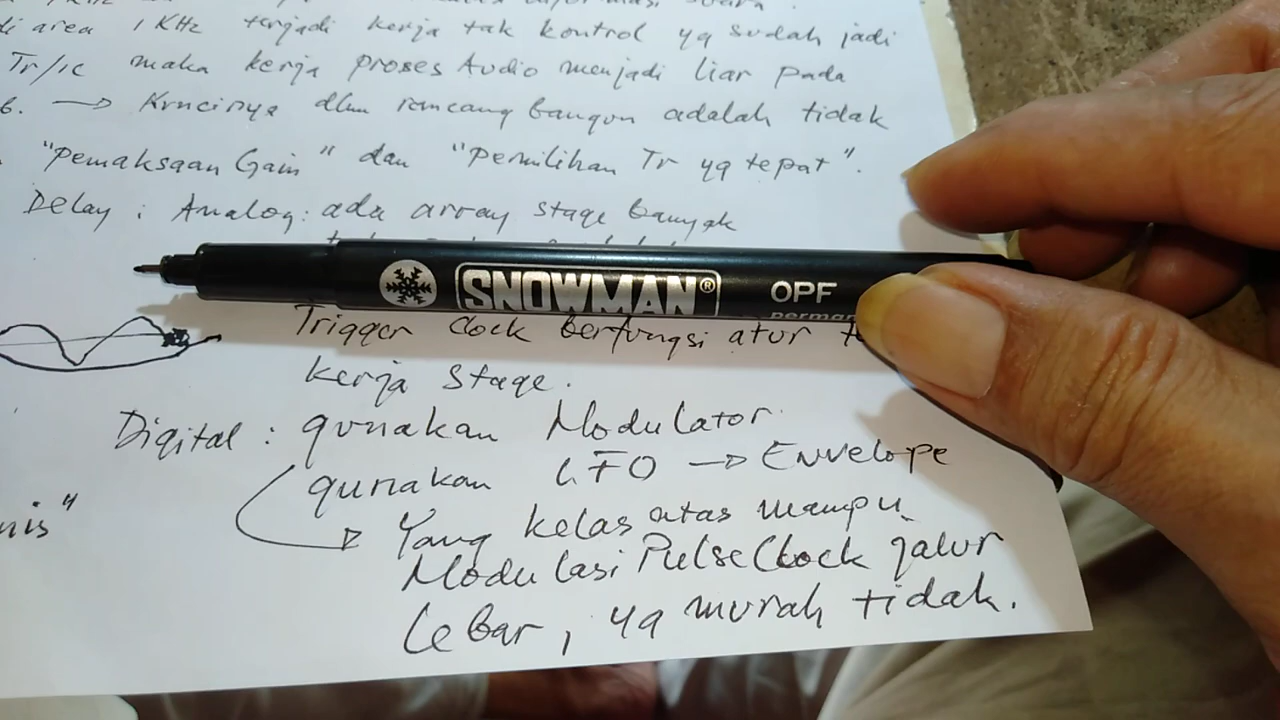 di area 1 KHz terjadi kerja tak kontrol yg sudah jadi
Tr/ic maka kerja proses Audio menjadi liar pada
6. → Kuncinya dlm rancang bangun adalah tidak
"Pemaksaan Gain" dan "Pemilihan Tr yg tepat".
Delay : Analog : ada array stage banyak
SNOWMAN® OPF
Trigger Clock berfungsi atur
kerja stage.
Digital : gunakan Modulator
gunakan LFO → Envelope
Yang kelas atas mampu
Modulasi Pulse Clock jalur
Lebar, yg murah tidak.